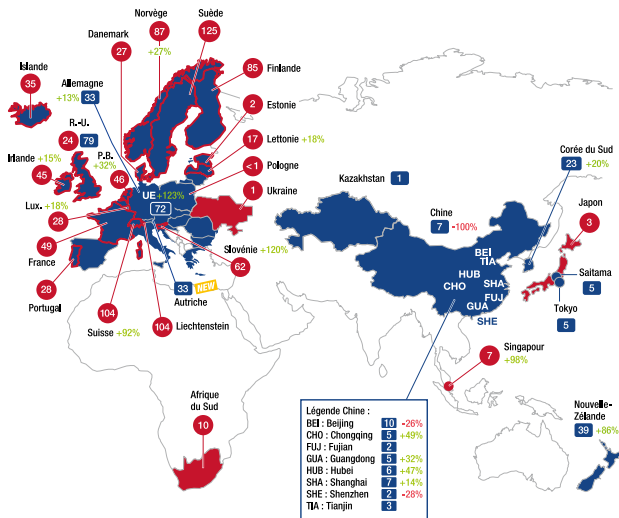 Norvège
87
+27%
Suède
125
Danemark
27
Islande
35
Allemagne
+13% 33
85 Finlande
2 Estonie
R.-U.
24 79
17 Lettonie +18%
P.B.
+32%
46
Irlande +15%
45
<1 Pologne
UE +123%
72
1 Ukraine
Lux. +18%
28
49
France
Slovénie +120%
62
28
Portugal
33 NEW
Autriche
104
Suisse +92%
104 Liechtenstein
Afrique
du Sud
10
Corée du Sud
23 +20%
Kazakhstan 1
Chine
7 -100%
Japon
3
BEI
TIA
HUB
SHA
CHO
FUJ
GUA
SHE
Saitama
5
Tokyo
5
Singapour
7
+98%
Nouvelle-
Zélande
39 +86%
Légende Chine :
BEI : Beijing 10 -26%
CHO : Chongqing 5 +49%
FUJ : Fujian 2
GUA : Guangdong 5 +32%
HUB : Hubei 6 +47%
SHA : Shanghai 7 +14%
SHE : Shenzhen 2 -28%
TIA : Tianjin 3